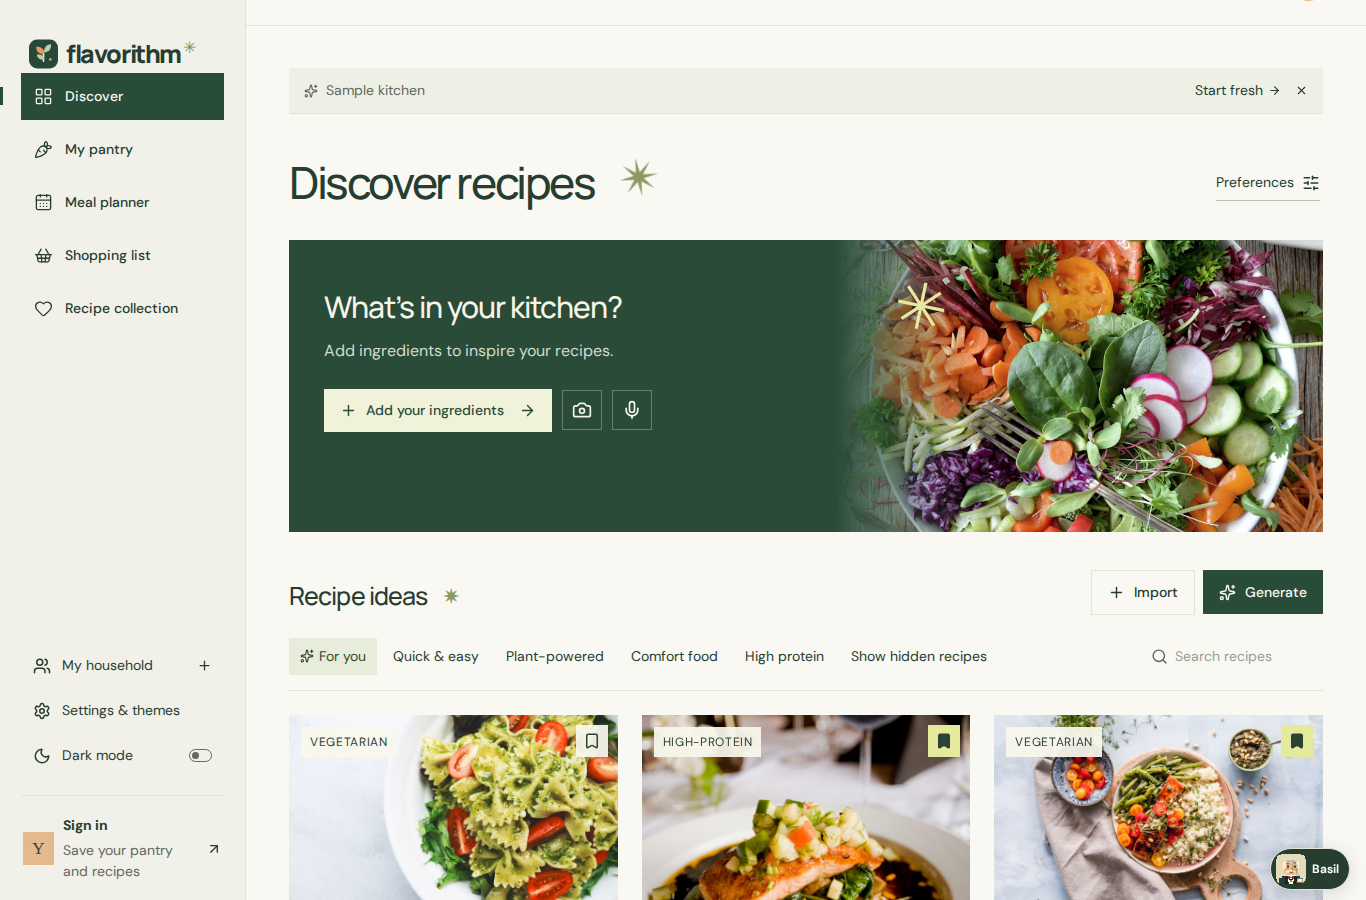 flavorithm
Discover
My pantry
Meal planner
Shopping list
Recipe collection
My household
Settings & themes
Dark mode
Y
Sign in
Save your pantry
and recipes
Sample kitchen
Start fresh
Discover recipes
Preferences
What's in your kitchen?
Add ingredients to inspire your recipes.
Add your ingredients
Recipe ideas
Import
Generate
For you
Quick & easy
Plant-powered
Comfort food
High protein
Show hidden recipes
Search recipes
VEGETARIAN
HIGH-PROTEIN
VEGETARIAN
Basil